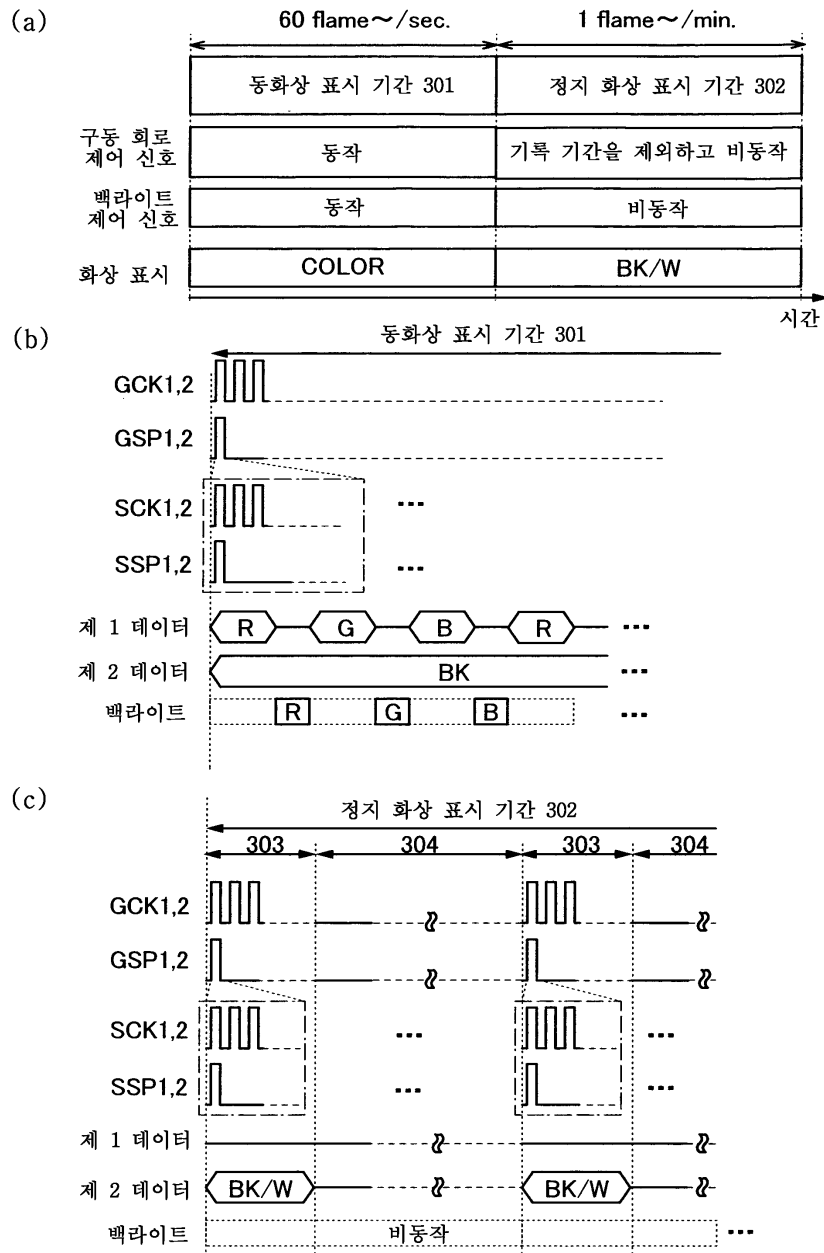 (a)
60 flame~/sec.
1 flame~/min.
동화상 표시 기간 301
정지 화상 표시 기간 302
구동 회로
제어 신호
동작
기록 기간을 제외하고 비동작
백라이트
제어 신호
동작
비동작
화상 표시
COLOR
BK/W
시간
(b)
동화상 표시 기간 301
GCK1,2
GSP1,2
SCK1,2
...
SSP1,2
...
제 1 데이터
R
G
B
R
...
제 2 데이터
BK
...
백라이트
R
G
B
...
(c)
정지 화상 표시 기간 302
303
304
303
304
GCK1,2
GSP1,2
SCK1,2
...
...
SSP1,2
...
...
제 1 데이터
제 2 데이터
BK/W
BK/W
백라이트
비동작
...